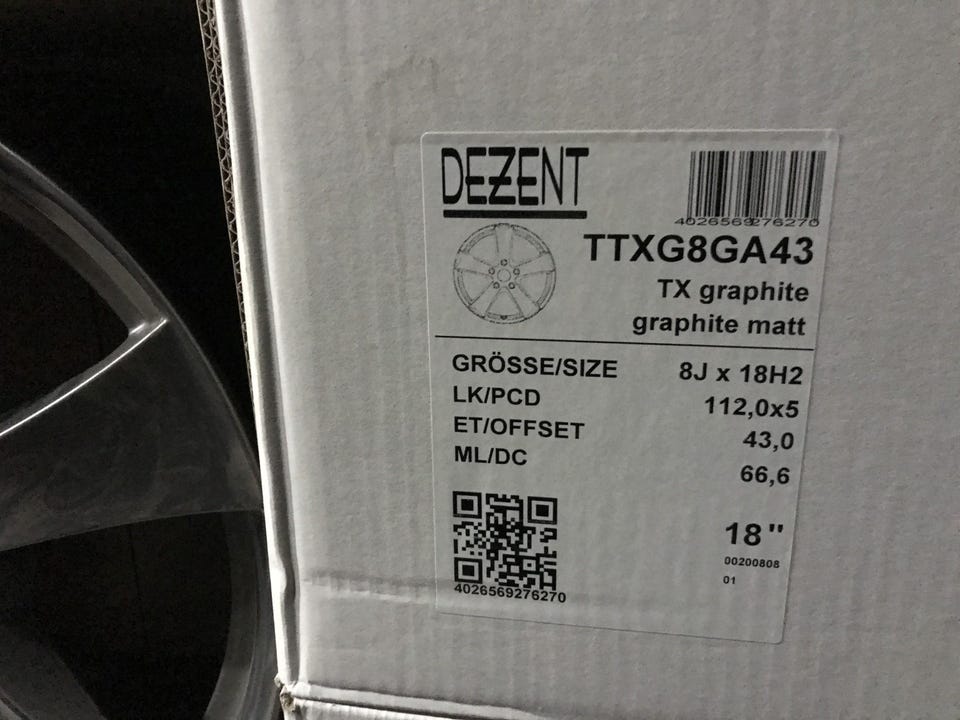 DEZENT
4026569276270
TTXG8GA43
TX graphite
graphite matt
GRÖSSE/SIZE 8J x 18H2
LK/PCD 112,0x5
ET/OFFSET 43,0
ML/DC 66,6
18"
00200808
01
4026569276270